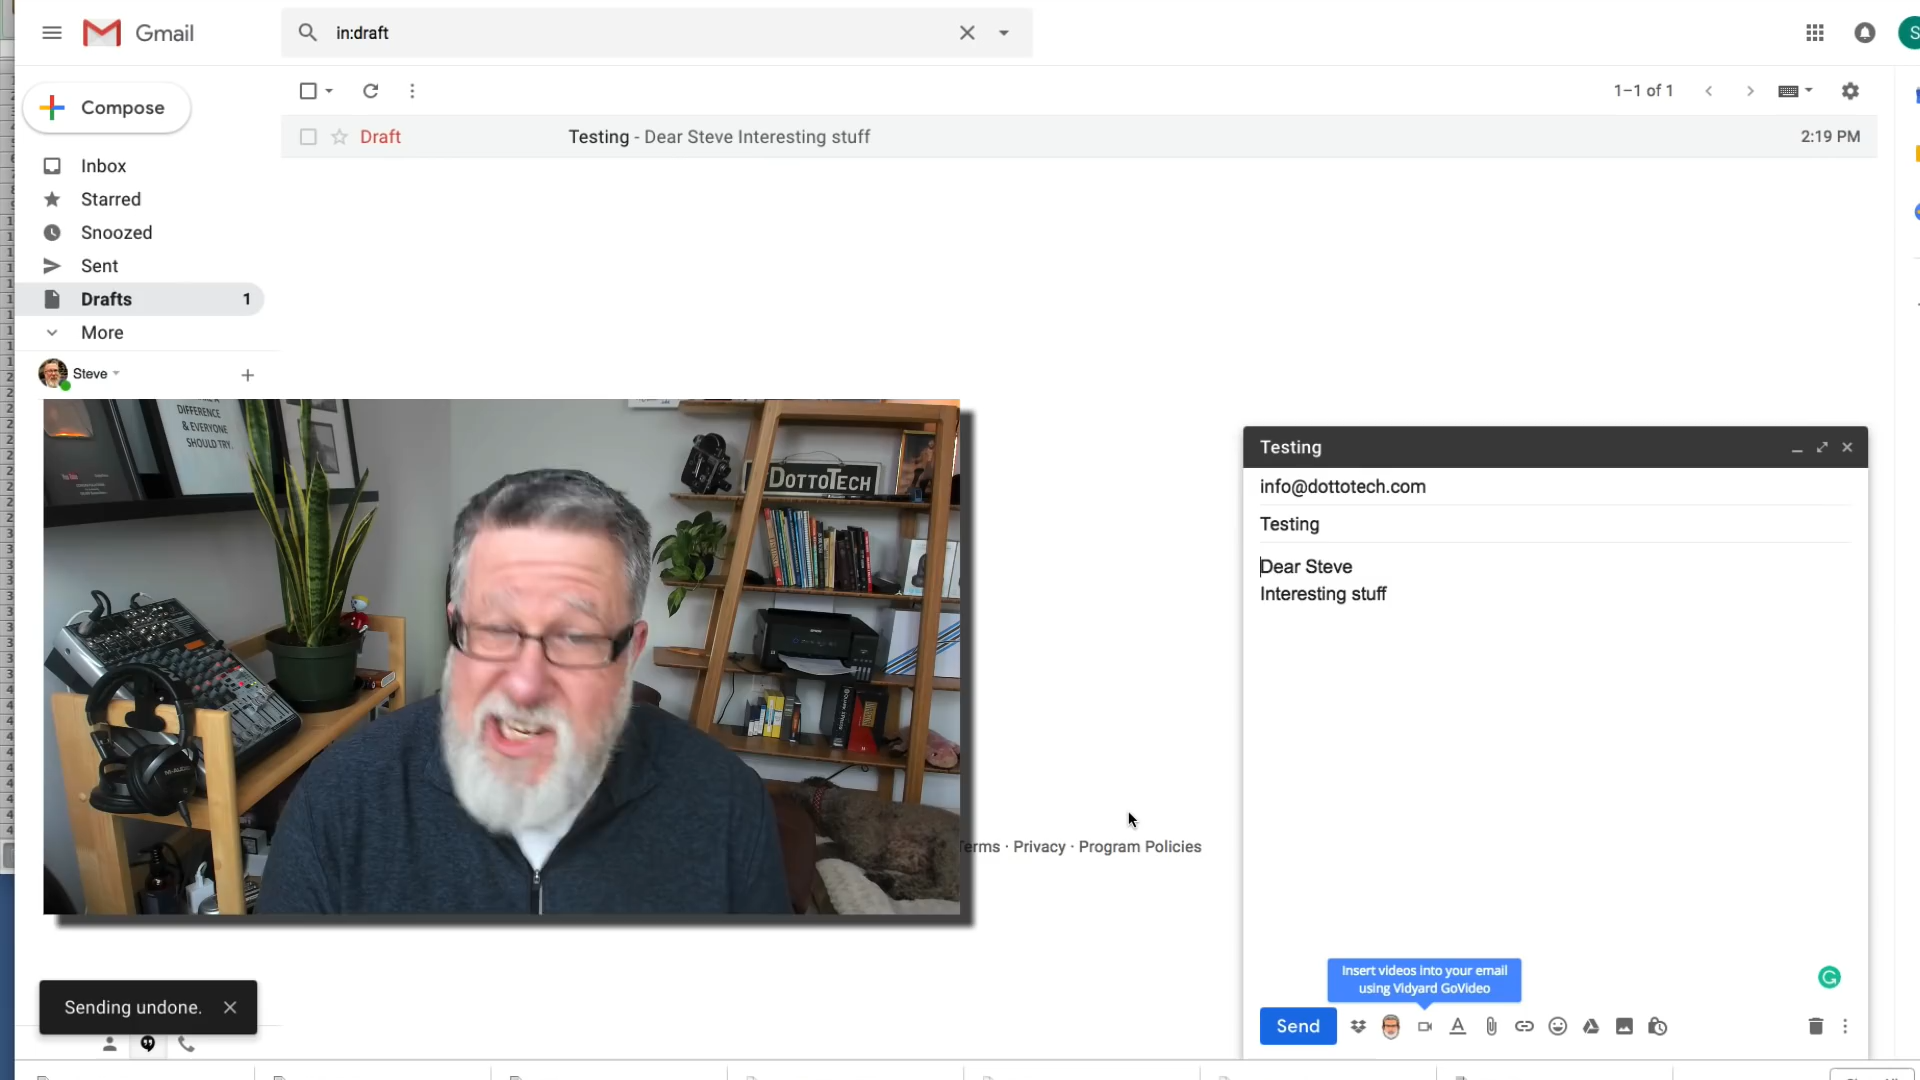 Gmail
in:draft
S
Compose
1–1 of 1
Draft
Testing - Dear Steve Interesting stuff
2:19 PM
Inbox
Starred
Snoozed
Sent
Drafts
1
More
Steve
DIFFERENCE
& EVERYONE
SHOULD TRY.
DOTTOTECH
Testing
info@dottotech.com
Testing
Dear Steve
Interesting stuff
Terms · Privacy · Program Policies
Insert videos into your email
using Vidyard GoVideo
Sending undone.
Send